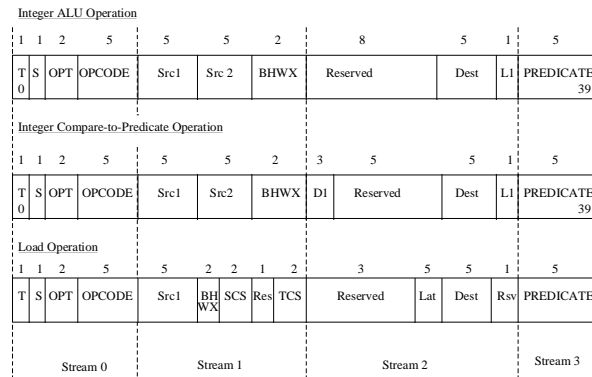 Integer ALU Operation
1 1 2 5 5 5 2 8 5 1 5
T S OPT OPCODE Src1 Src 2 BHWX Reserved Dest L1 PREDICATE
0 39
Integer Compare-to-Predicate Operation
1 1 2 5 5 5 2 3 5 5 1 5
T S OPT OPCODE Src1 Src2 BHWX D1 Reserved Dest L1 PREDICATE
0 39
Load Operation
1 1 2 5 5 2 2 1 2 3 5 5 1 5
T S OPT OPCODE Src1 BH SCS Res TCS Reserved Lat Dest Rsv PREDICATE
WX
Stream 0 Stream 1 Stream 2 Stream 3